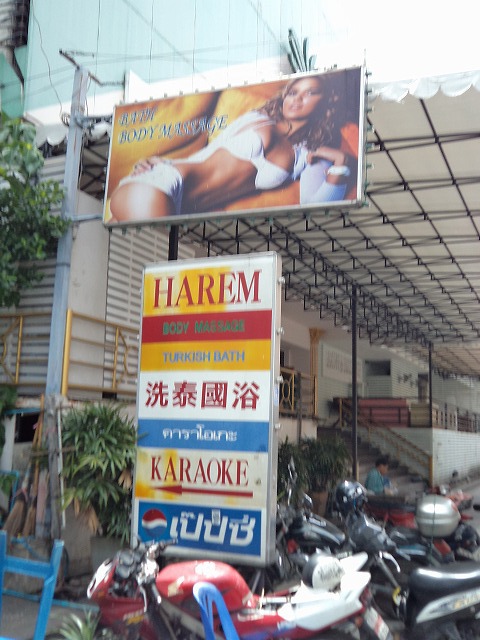 BATH
BODY MASSAGE
HAREM
BODY MASSAGE
TURKISH BATH
洗泰國浴
คาราโอเกะ
KARAOKE
เป๊ปซี่